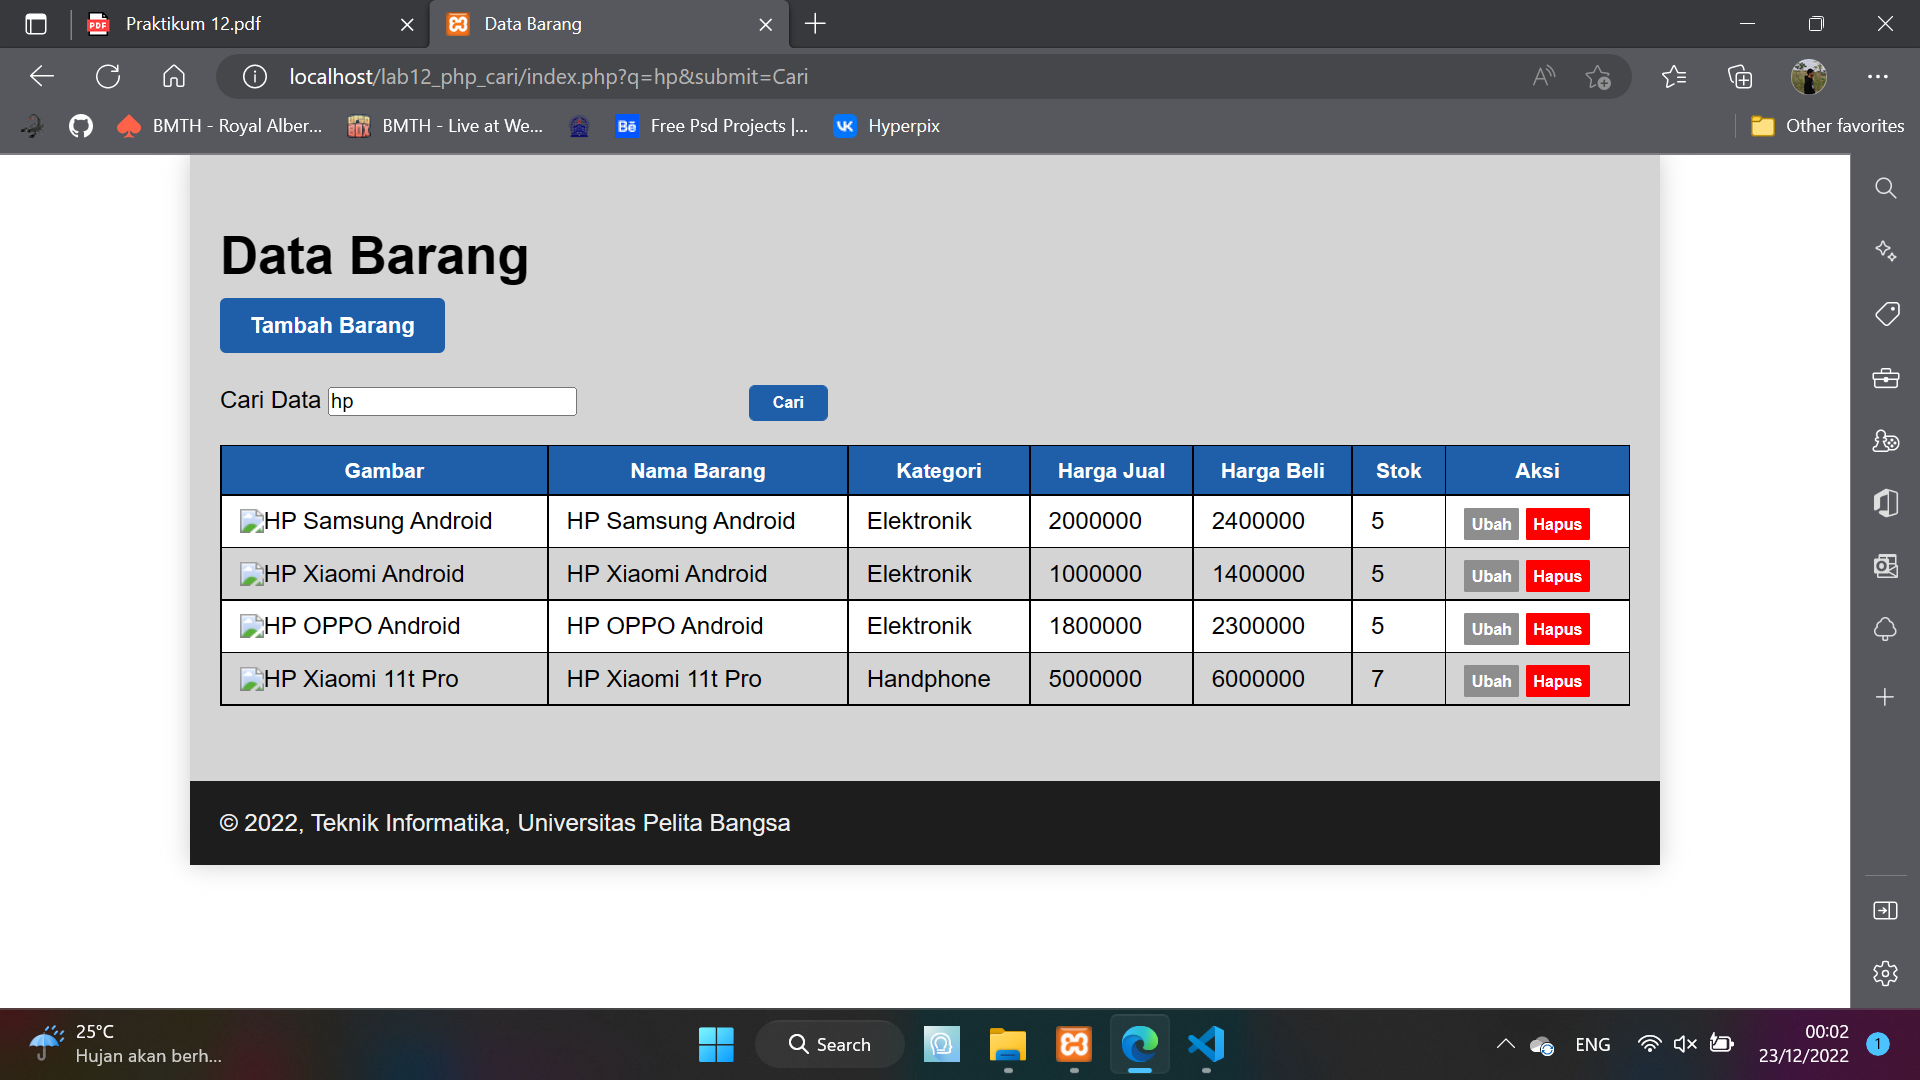 Praktikum 12.pdf
Data Barang
localhost/lab12_php_cari/index.php?q=hp&submit=Cari
BMTH - Royal Alber...
BMTH - Live at We...
Free Psd Projects |...
Hyperpix
Other favorites
Data Barang
Tambah Barang
Cari Data hp Cari
Gambar Nama Barang Kategori Harga Jual Harga Beli Stok Aksi
HP Samsung Android HP Samsung Android Elektronik 2000000 2400000 5 Ubah Hapus
HP Xiaomi Android HP Xiaomi Android Elektronik 1000000 1400000 5 Ubah Hapus
HP OPPO Android HP OPPO Android Elektronik 1800000 2300000 5 Ubah Hapus
HP Xiaomi 11t Pro HP Xiaomi 11t Pro Handphone 5000000 6000000 7 Ubah Hapus
© 2022, Teknik Informatika, Universitas Pelita Bangsa
25°C
Hujan akan berh...
Search
ENG
00:02
23/12/2022
1